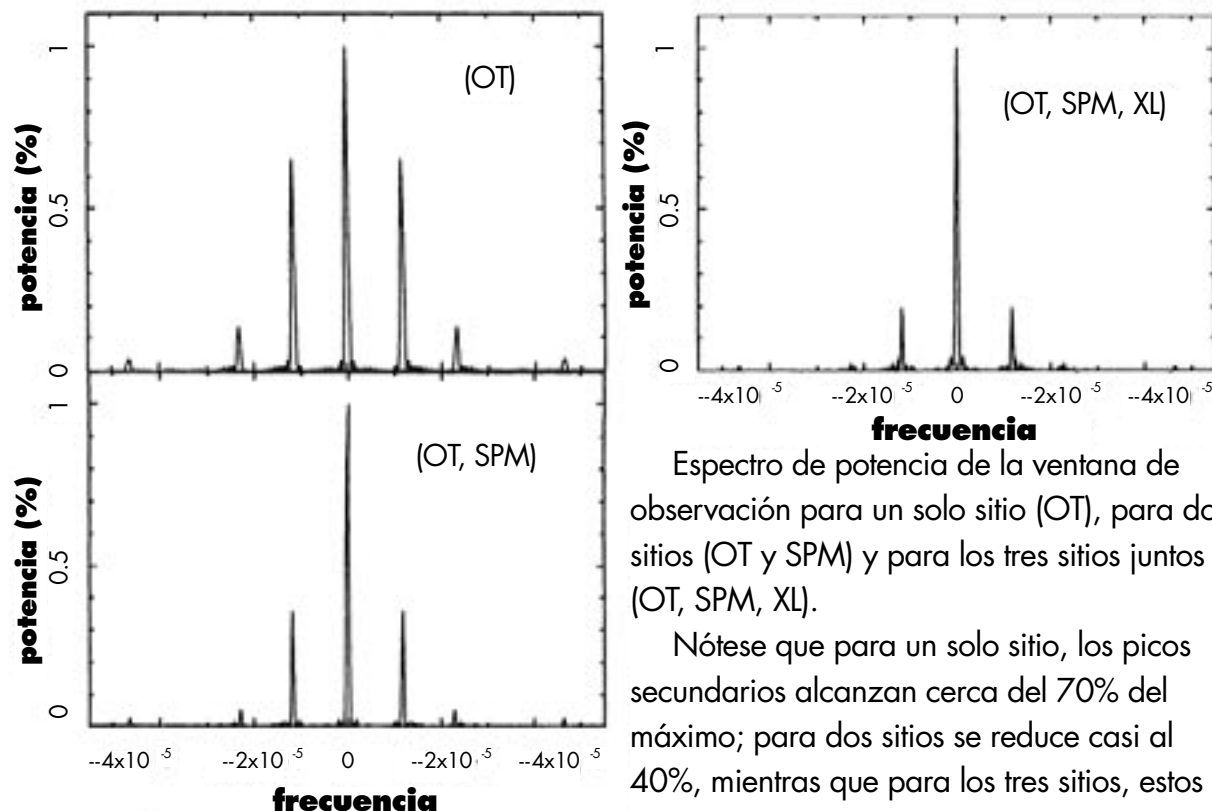 (OT)
potencia (%)
1
0.5
0
(OT, SPM)
potencia (%)
1
0.5
0
--4x10 -5 --2x10 -5 0 --2x10 -5 --4x10 -5
frecuencia
(OT, SPM, XL)
potencia (%)
1
0.5
0
--4x10 -5 --2x10 -5 0 --2x10 -5 --4x10 -5
frecuencia
Espectro de potencia de la ventana de
observación para un solo sitio (OT), para do
sitios (OT y SPM) y para los tres sitios juntos
(OT, SPM, XL).
Nótese que para un solo sitio, los picos
secundarios alcanzan cerca del 70% del
máximo; para dos sitios se reduce casi al
40%, mientras que para los tres sitios, estos